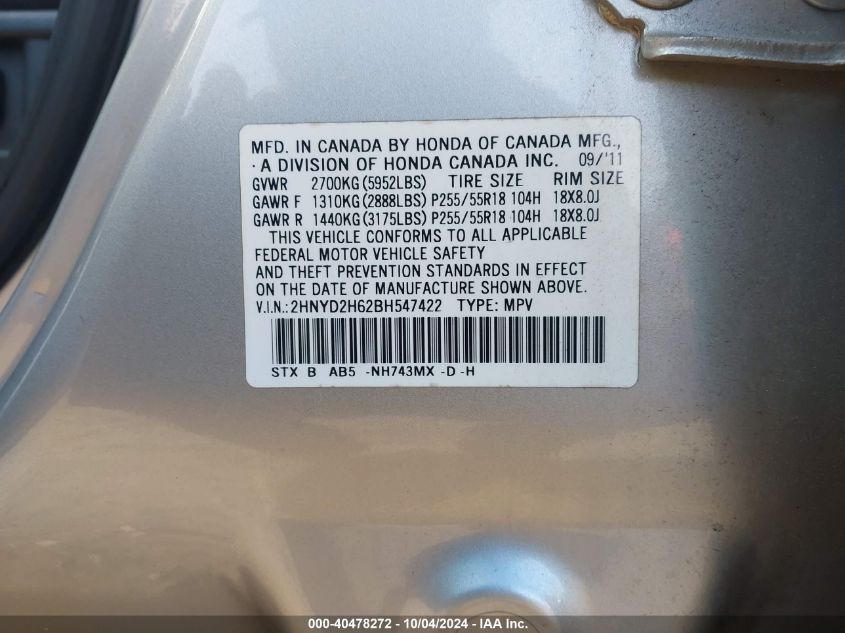 MFD. IN CANADA BY HONDA OF CANADA MFG.,
· A DIVISION OF HONDA CANADA INC. 09/'11
GVWR 2700KG (5952LBS) TIRE SIZE RIM SIZE
GAWR F 1310KG (2888LBS) P255/55R18 104H 18X8.0J
GAWR R 1440KG (3175LBS) P255/55R18 104H 18X8.0J
THIS VEHICLE CONFORMS TO ALL APPLICABLE
FEDERAL MOTOR VEHICLE SAFETY
AND THEFT PREVENTION STANDARDS IN EFFECT
ON THE DATE OF MANUFACTURE SHOWN ABOVE.
V.I.N.: 2HNYD2H62BH547422 TYPE: MPV
STX B AB5 -NH743MX -D -H
000-40478272 - 10/04/2024 - IAA Inc.